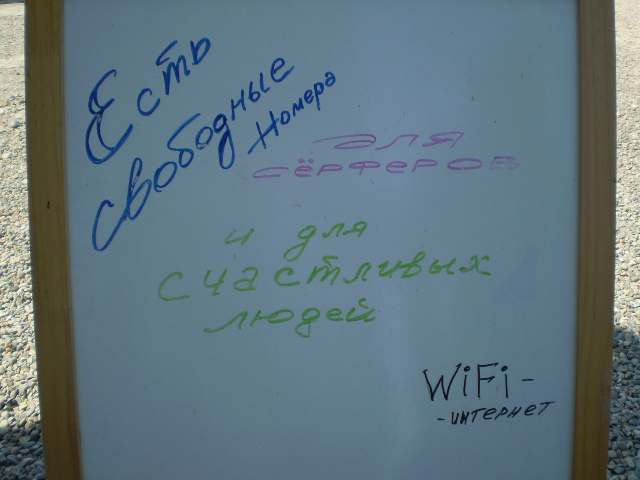 Есть
свободные
номера
для
сёрферов
и для
счастливых
людей
WiFi-
-интернет